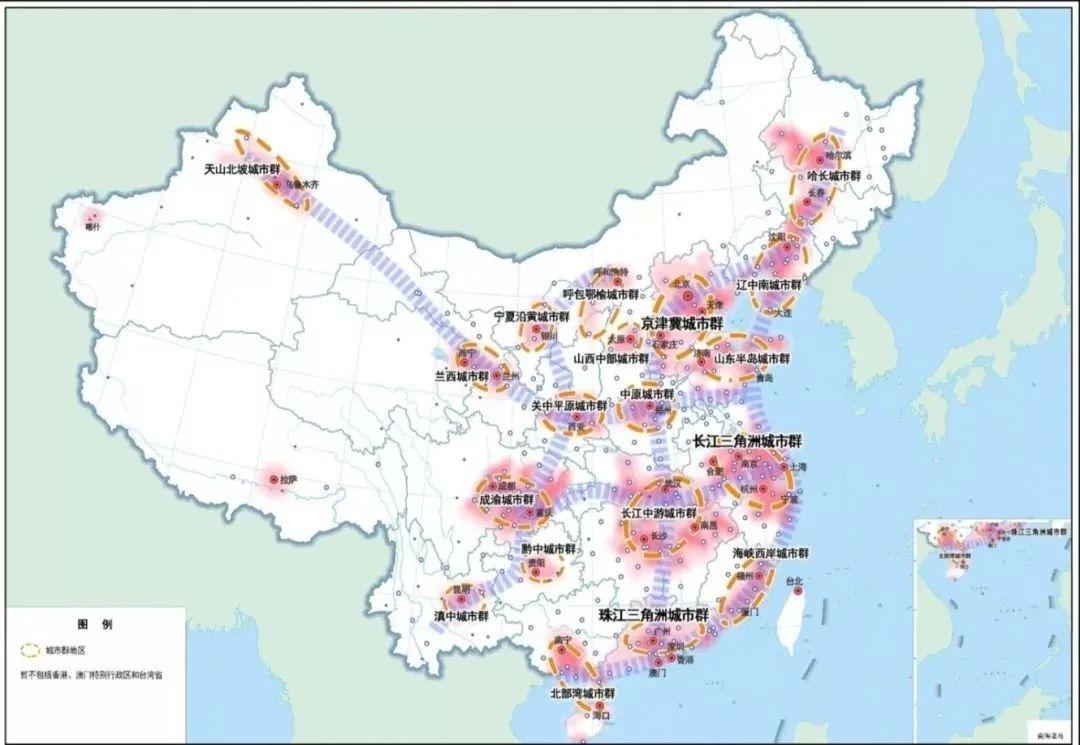 哈尔滨
天山北坡城市群
哈长城市群
乌鲁木齐
长春
喀什
沈阳
呼和浩特
北京
辽中南城市群
呼包鄂榆城市群
天津
宁夏沿黄城市群
京津冀城市群
大连
银川
太原
石家庄
西宁
济南
山西中部城市群
山东半岛城市群
兰西城市群
兰州
青岛
中原城市群
关中平原城市群
郑州
西安
长江三角洲城市群
南京
上海
合肥
拉萨
成都
武汉
杭州
成渝城市群
宁波
重庆
长江中游城市群
南昌
长沙
黔中城市群
海峡西岸城市群
贵阳
福州
台北
昆明
厦门
滇中城市群
珠江三角洲城市群
广州
南宁
深圳
香港
澳门
北部湾城市群
海口
图 例
城市群地区
暂不包括香港、澳门特别行政区和台湾省
珠江三角洲城市群
北部湾城市群
南海诸岛